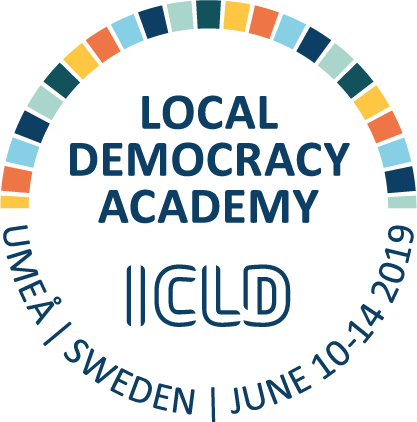 LOCAL
DEMOCRACY
ACADEMY
ICLD
UMEÅ | SWEDEN | JUNE 10-14 2019